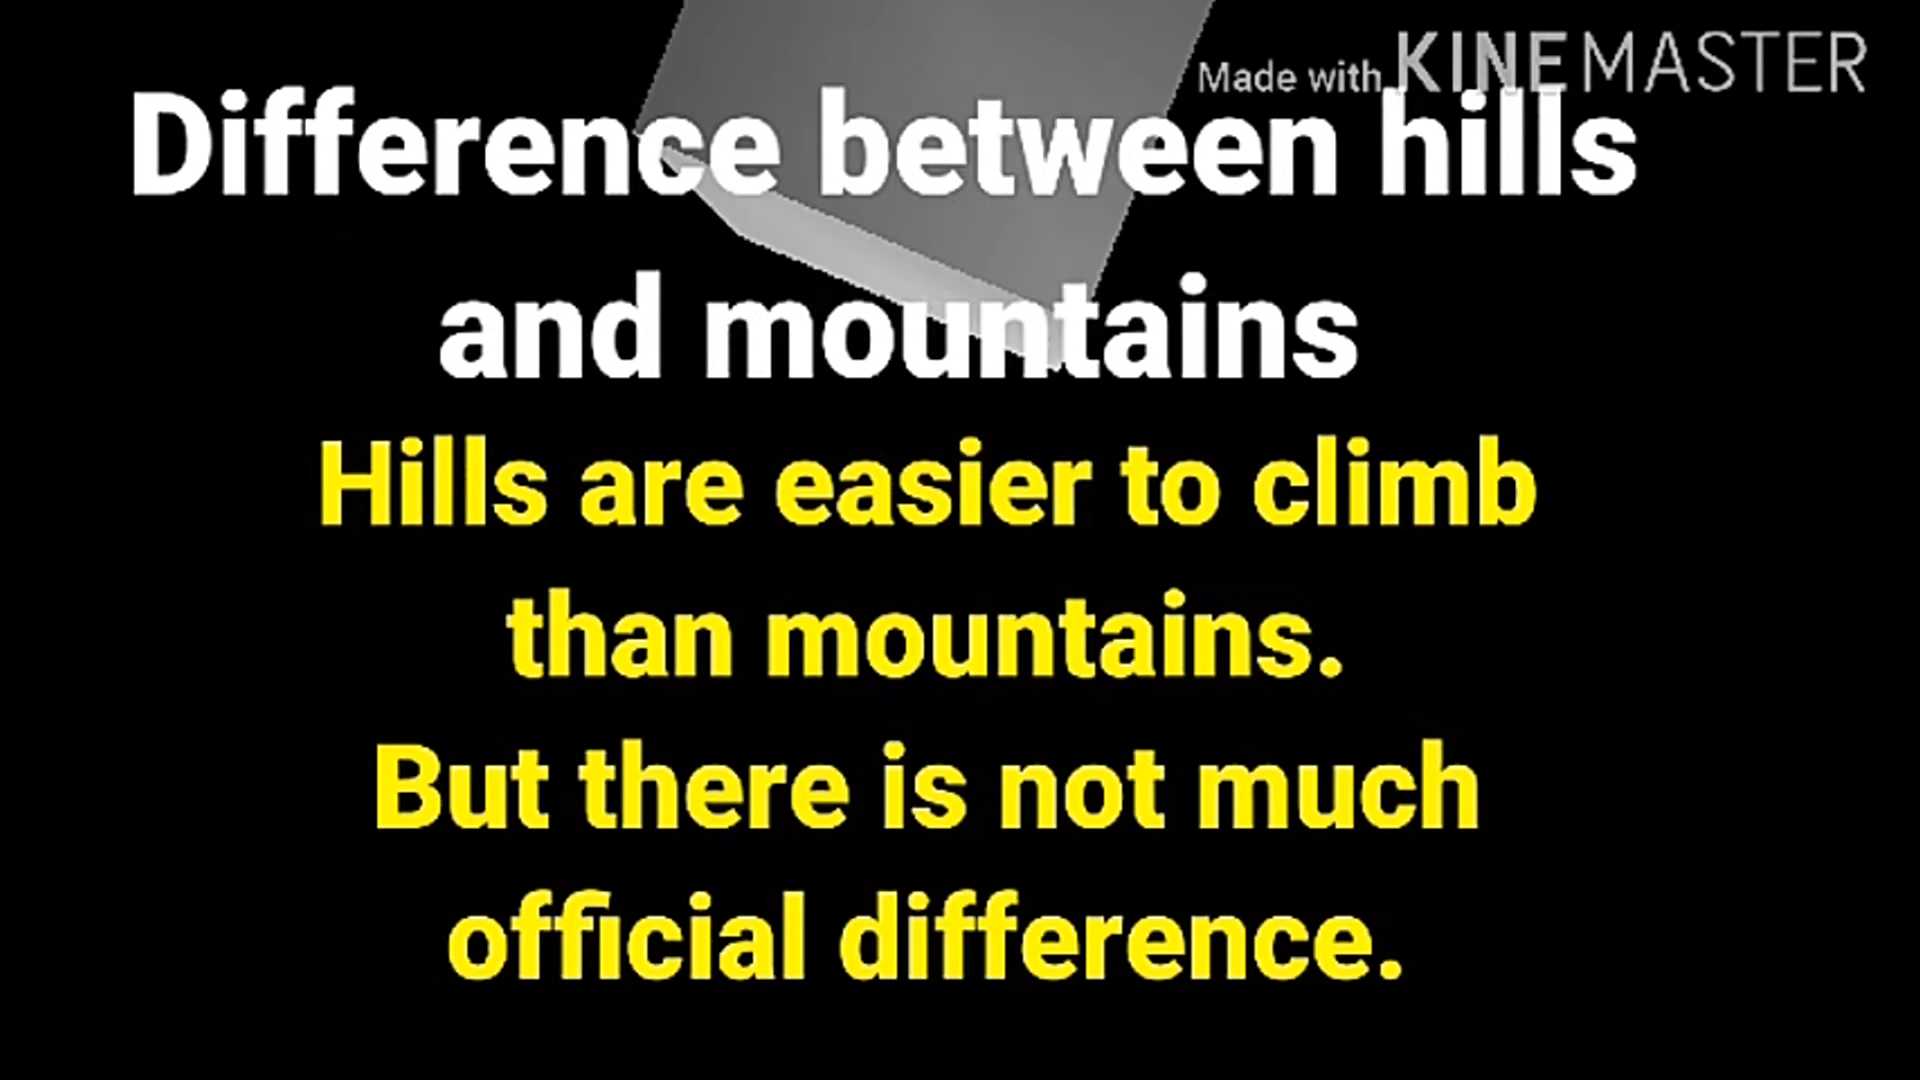 Made with KINEMASTER
Difference between hills
and mountains
Hills are easier to climb
than mountains.
But there is not much
official difference.